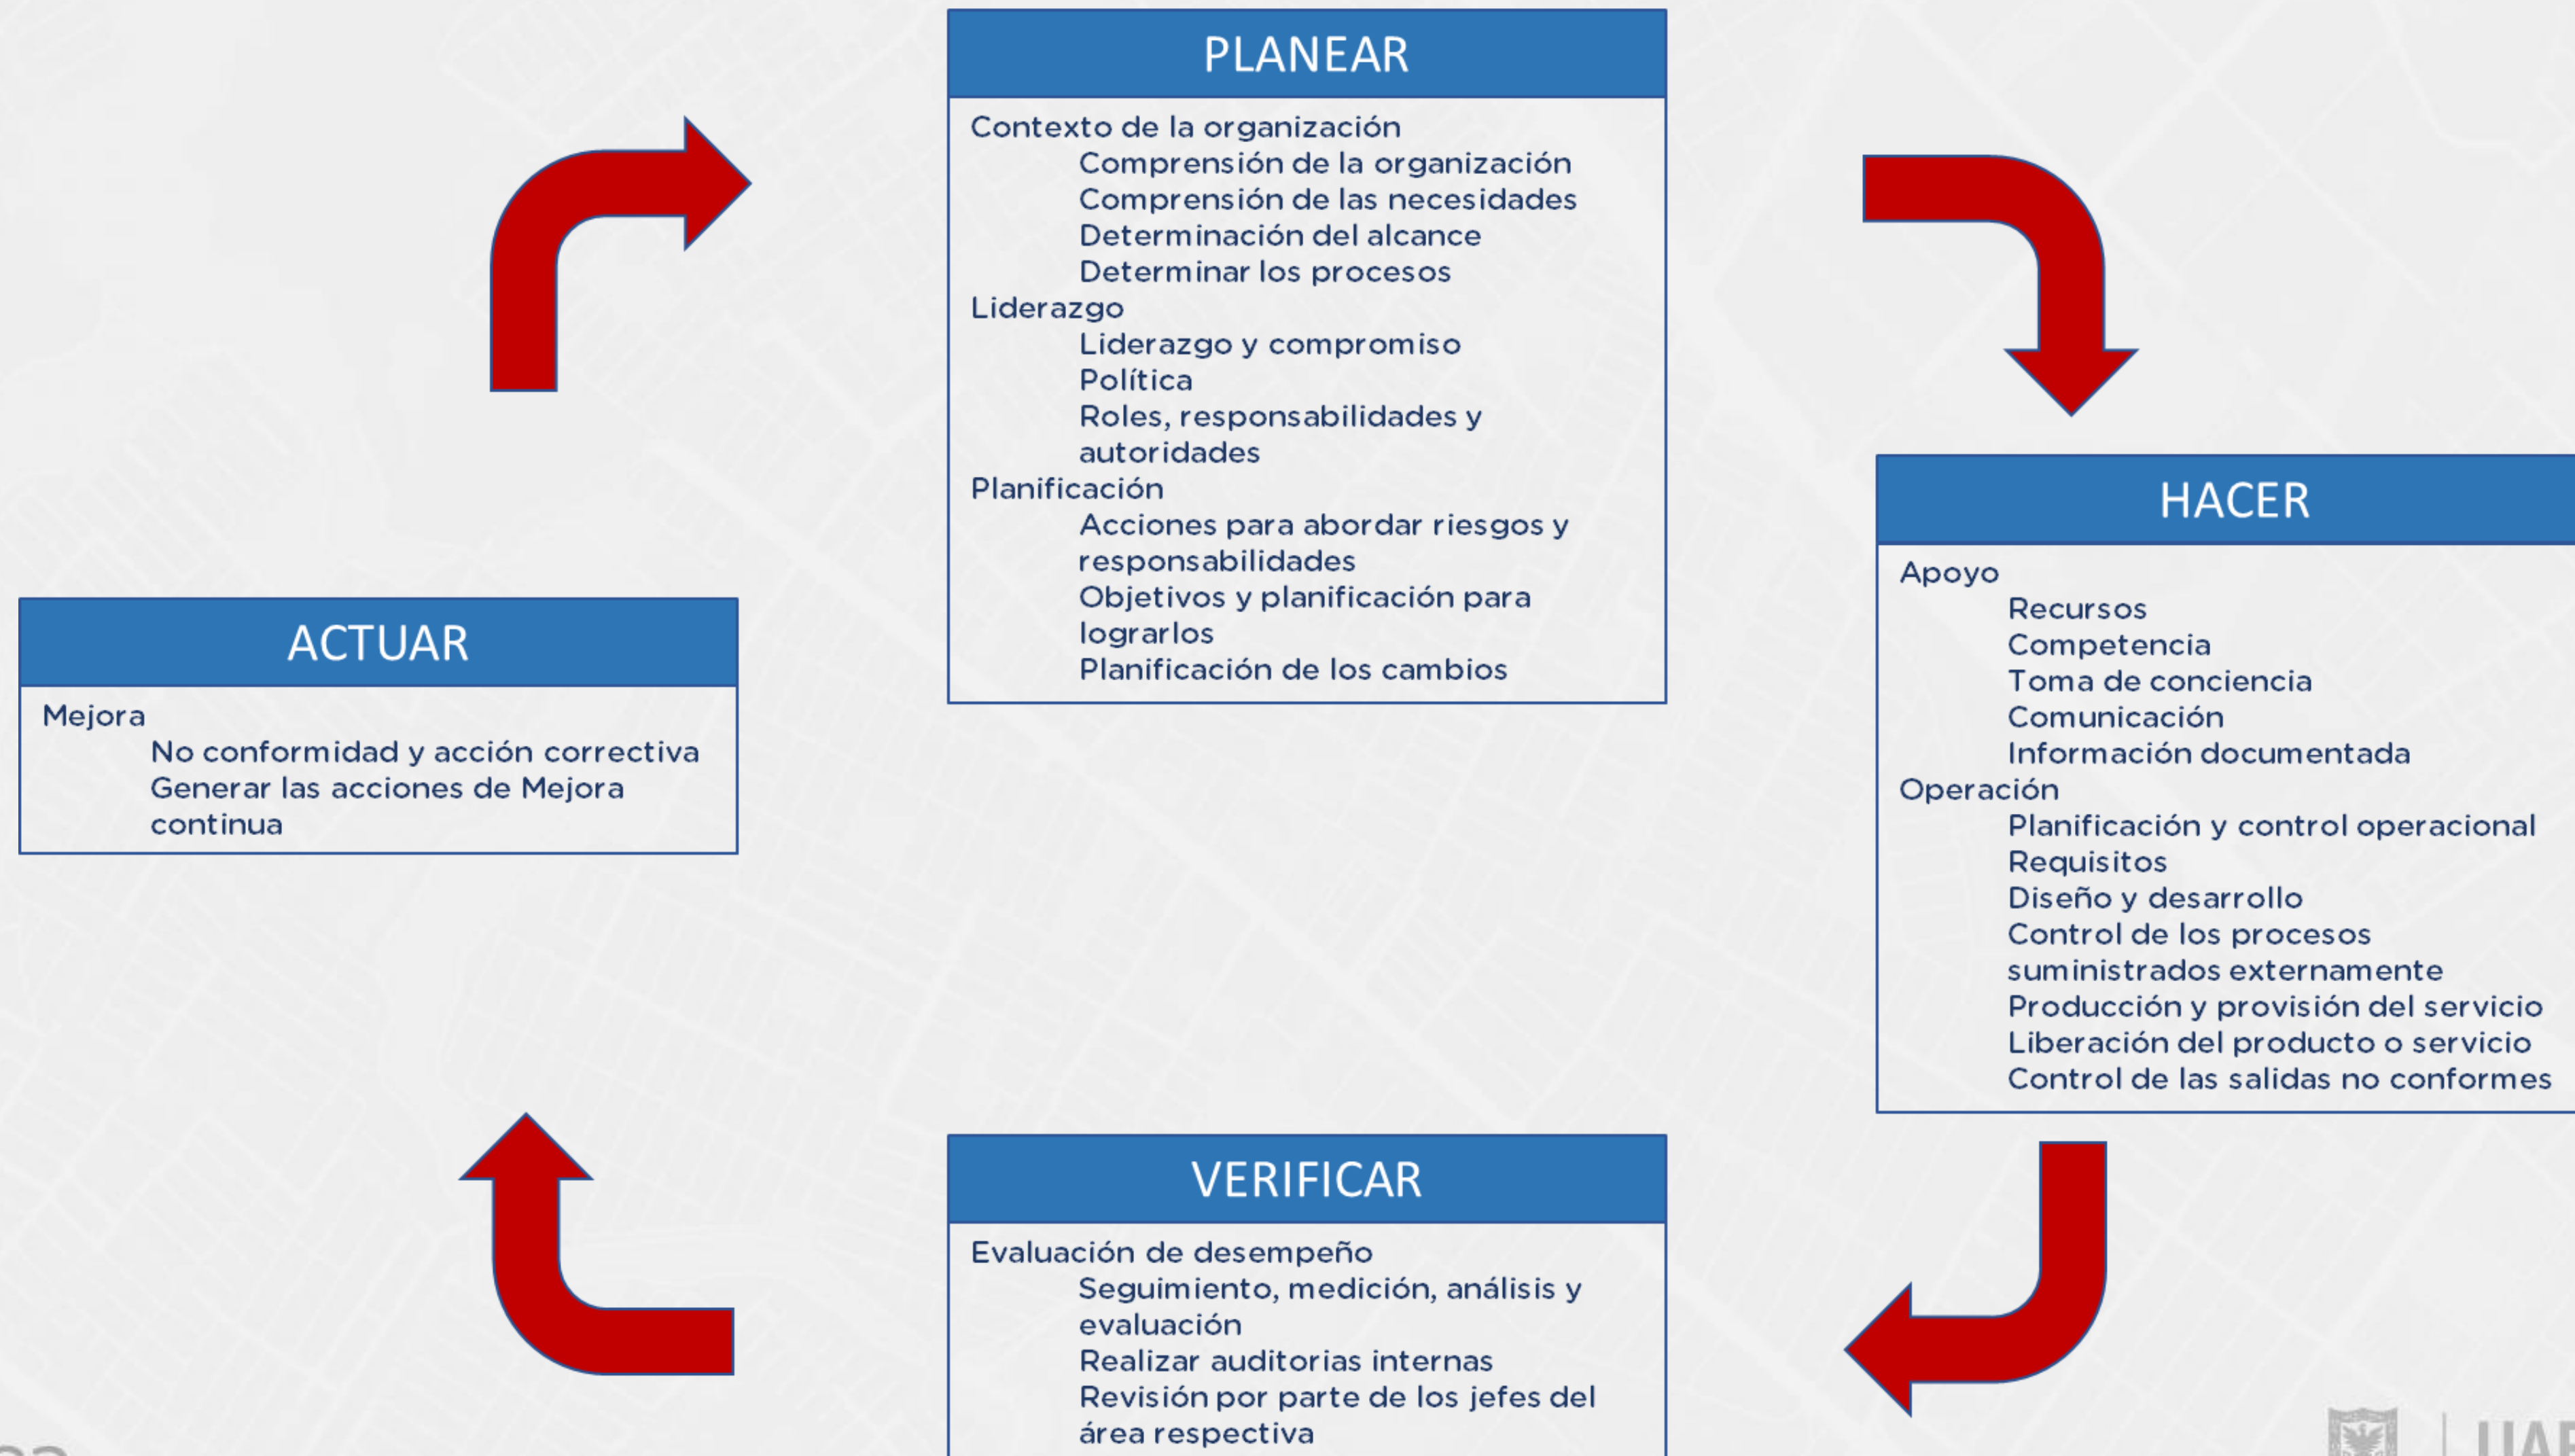 PLANEAR
Contexto de la organización
Comprensión de la organización
Comprensión de las necesidades
Determinación del alcance
Determinar los procesos
Liderazgo
Liderazgo y compromiso
Política
Roles, responsabilidades y
autoridades
Planificación
Acciones para abordar riesgos y
responsabilidades
Objetivos y planificación para
lograrlos
Planificación de los cambios
HACER
Apoyo
Recursos
Competencia
Toma de conciencia
Comunicación
Información documentada
Operación
Planificación y control operacional
Requisitos
Diseño y desarrollo
Control de los procesos
suministrados externamente
Producción y provisión del servicio
Liberación del producto o servicio
Control de las salidas no conformes
VERIFICAR
Evaluación de desempeño
Seguimiento, medición, análisis y
evaluación
Realizar auditorias internas
Revisión por parte de los jefes del
área respectiva
ACTUAR
Mejora
No conformidad y acción correctiva
Generar las acciones de Mejora
continua